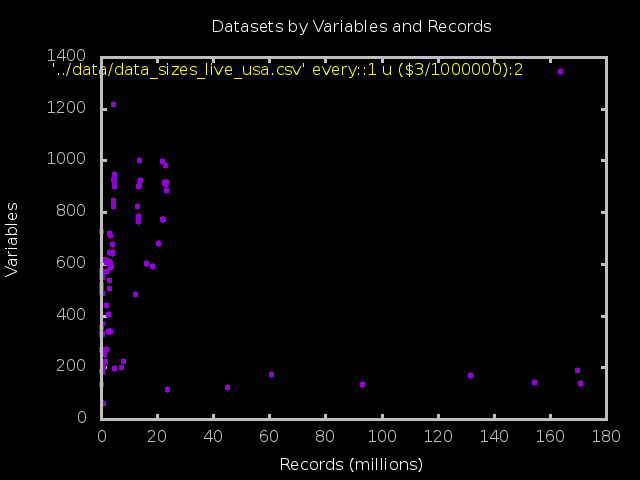 Datasets by Variables and Records
1400
'../data/data_sizes_live_usa.csv' every::1 u ($3/1000000):2
1200
1000
800
Variables
600
400
200
0
0 20 40 60 80 100 120 140 160 180
Records (millions)